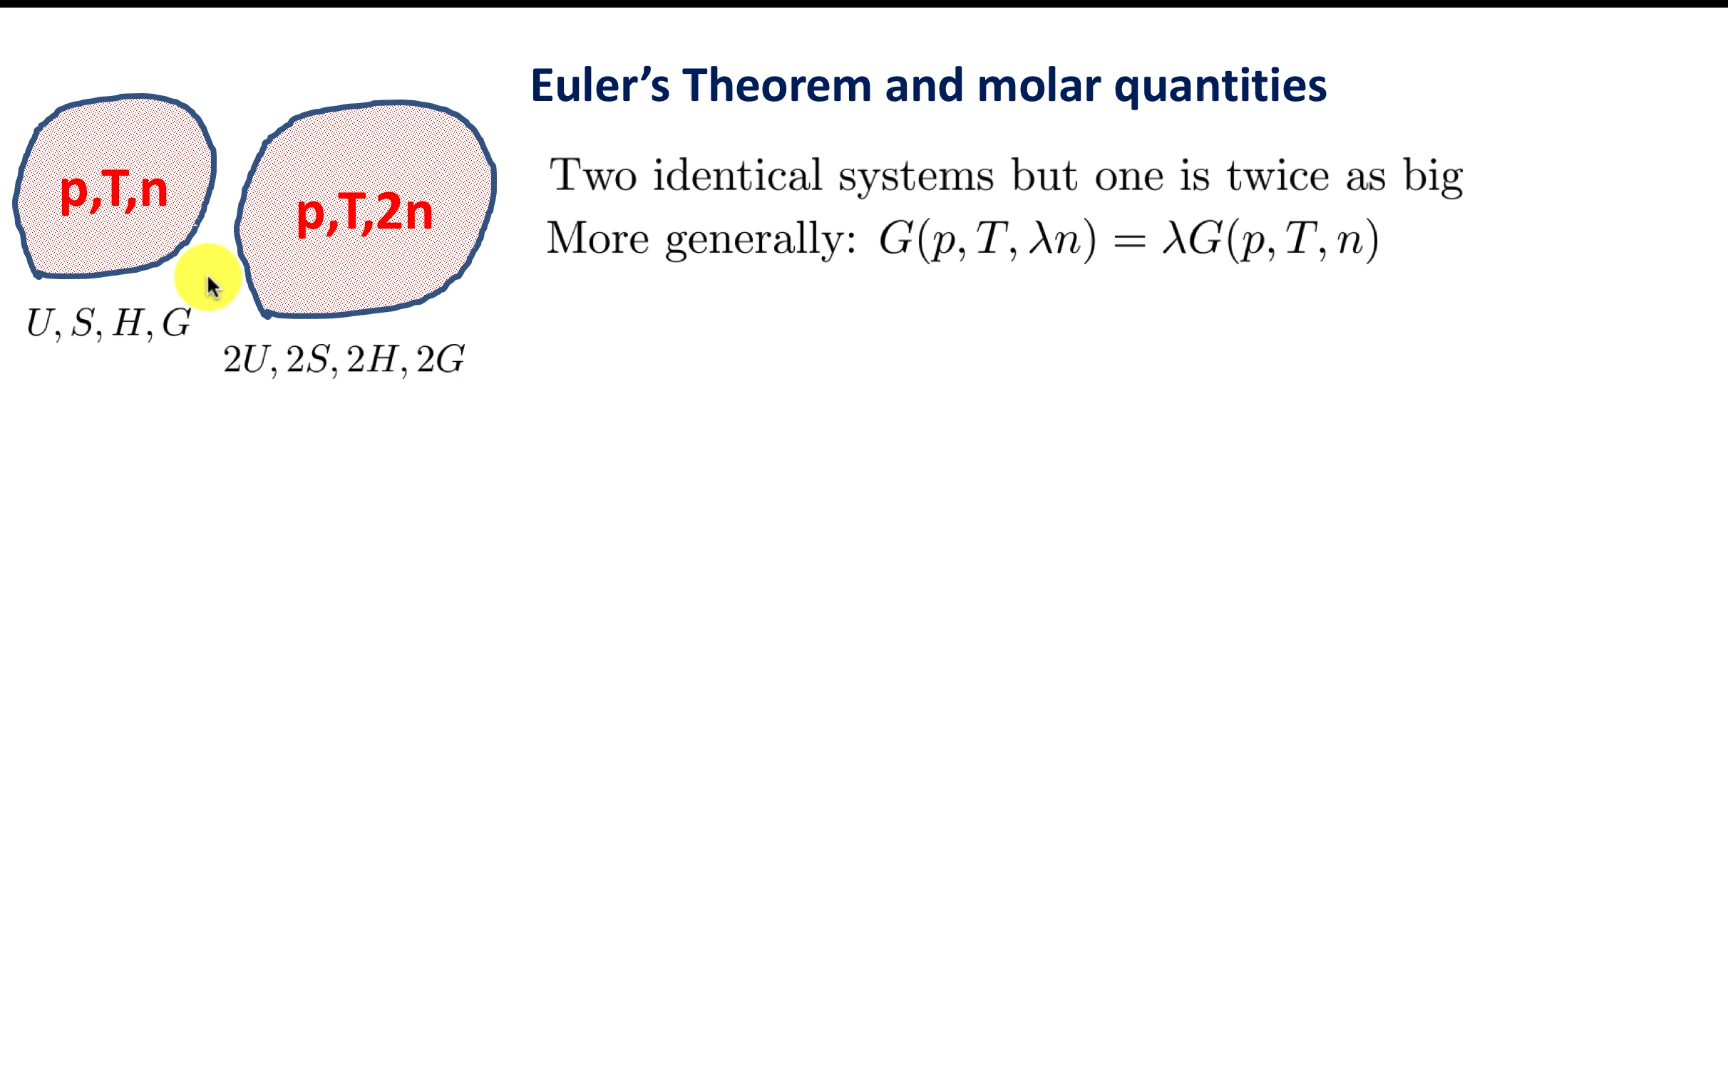 Euler’s Theorem and molar quantities
p,T,n
p,T,2n
U, S, H, G
2U, 2S, 2H, 2G
Two identical systems but one is twice as big
More generally: G(p, T, λn) = λG(p, T, n)